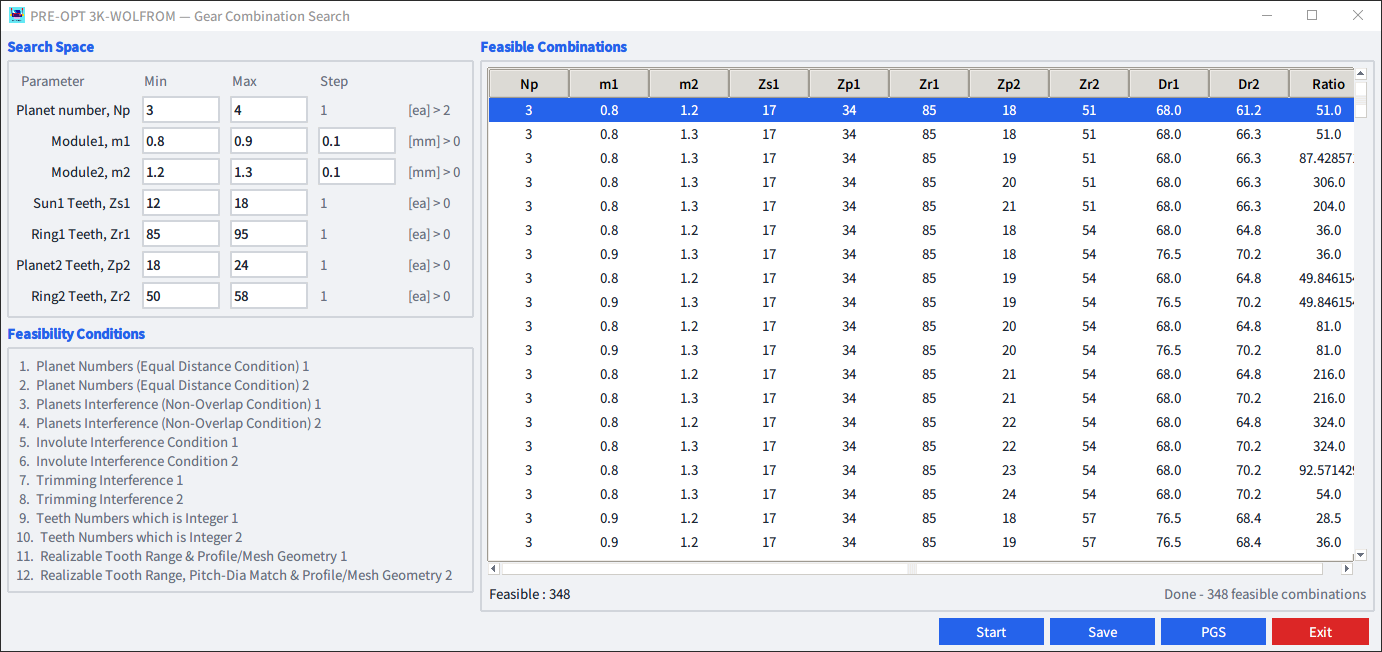 PRE-OPT 3K-WOLFROM — Gear Combination Search
Search Space
Parameter Min Max Step
Planet number, Np 3 4 1 [ea] > 2
Module1, m1 0.8 0.9 0.1 [mm] > 0
Module2, m2 1.2 1.3 0.1 [mm] > 0
Sun1 Teeth, Zs1 12 18 1 [ea] > 0
Ring1 Teeth, Zr1 85 95 1 [ea] > 0
Planet2 Teeth, Zp2 18 24 1 [ea] > 0
Ring2 Teeth, Zr2 50 58 1 [ea] > 0
Feasibility Conditions
1. Planet Numbers (Equal Distance Condition) 1
2. Planet Numbers (Equal Distance Condition) 2
3. Planets Interference (Non-Overlap Condition) 1
4. Planets Interference (Non-Overlap Condition) 2
5. Involute Interference Condition 1
6. Involute Interference Condition 2
7. Trimming Interference 1
8. Trimming Interference 2
9. Teeth Numbers which is Integer 1
10. Teeth Numbers which is Integer 2
11. Realizable Tooth Range & Profile/Mesh Geometry 1
12. Realizable Tooth Range, Pitch-Dia Match & Profile/Mesh Geometry 2
Feasible Combinations
Np m1 m2 Zs1 Zp1 Zr1 Zp2 Zr2 Dr1 Dr2 Ratio
3 0.8 1.2 17 34 85 18 51 68.0 61.2 51.0
3 0.8 1.3 17 34 85 18 51 68.0 66.3 51.0
3 0.8 1.3 17 34 85 19 51 68.0 66.3 87.42857
3 0.8 1.3 17 34 85 20 51 68.0 66.3 306.0
3 0.8 1.3 17 34 85 21 51 68.0 66.3 204.0
3 0.8 1.2 17 34 85 18 54 68.0 64.8 36.0
3 0.9 1.3 17 34 85 18 54 76.5 70.2 36.0
3 0.8 1.2 17 34 85 19 54 68.0 64.8 49.846154
3 0.9 1.3 17 34 85 19 54 76.5 70.2 49.846154
3 0.8 1.2 17 34 85 20 54 68.0 64.8 81.0
3 0.9 1.3 17 34 85 20 54 76.5 70.2 81.0
3 0.8 1.2 17 34 85 21 54 68.0 64.8 216.0
3 0.8 1.3 17 34 85 21 54 68.0 70.2 216.0
3 0.8 1.2 17 34 85 22 54 68.0 64.8 324.0
3 0.8 1.3 17 34 85 22 54 68.0 70.2 324.0
3 0.8 1.3 17 34 85 23 54 68.0 70.2 92.571429
3 0.8 1.3 17 34 85 24 54 68.0 70.2 54.0
3 0.9 1.2 17 34 85 18 57 76.5 68.4 28.5
3 0.9 1.2 17 34 85 19 57 76.5 68.4 36.0
Feasible : 348
Done - 348 feasible combinations
Start Save PGS Exit